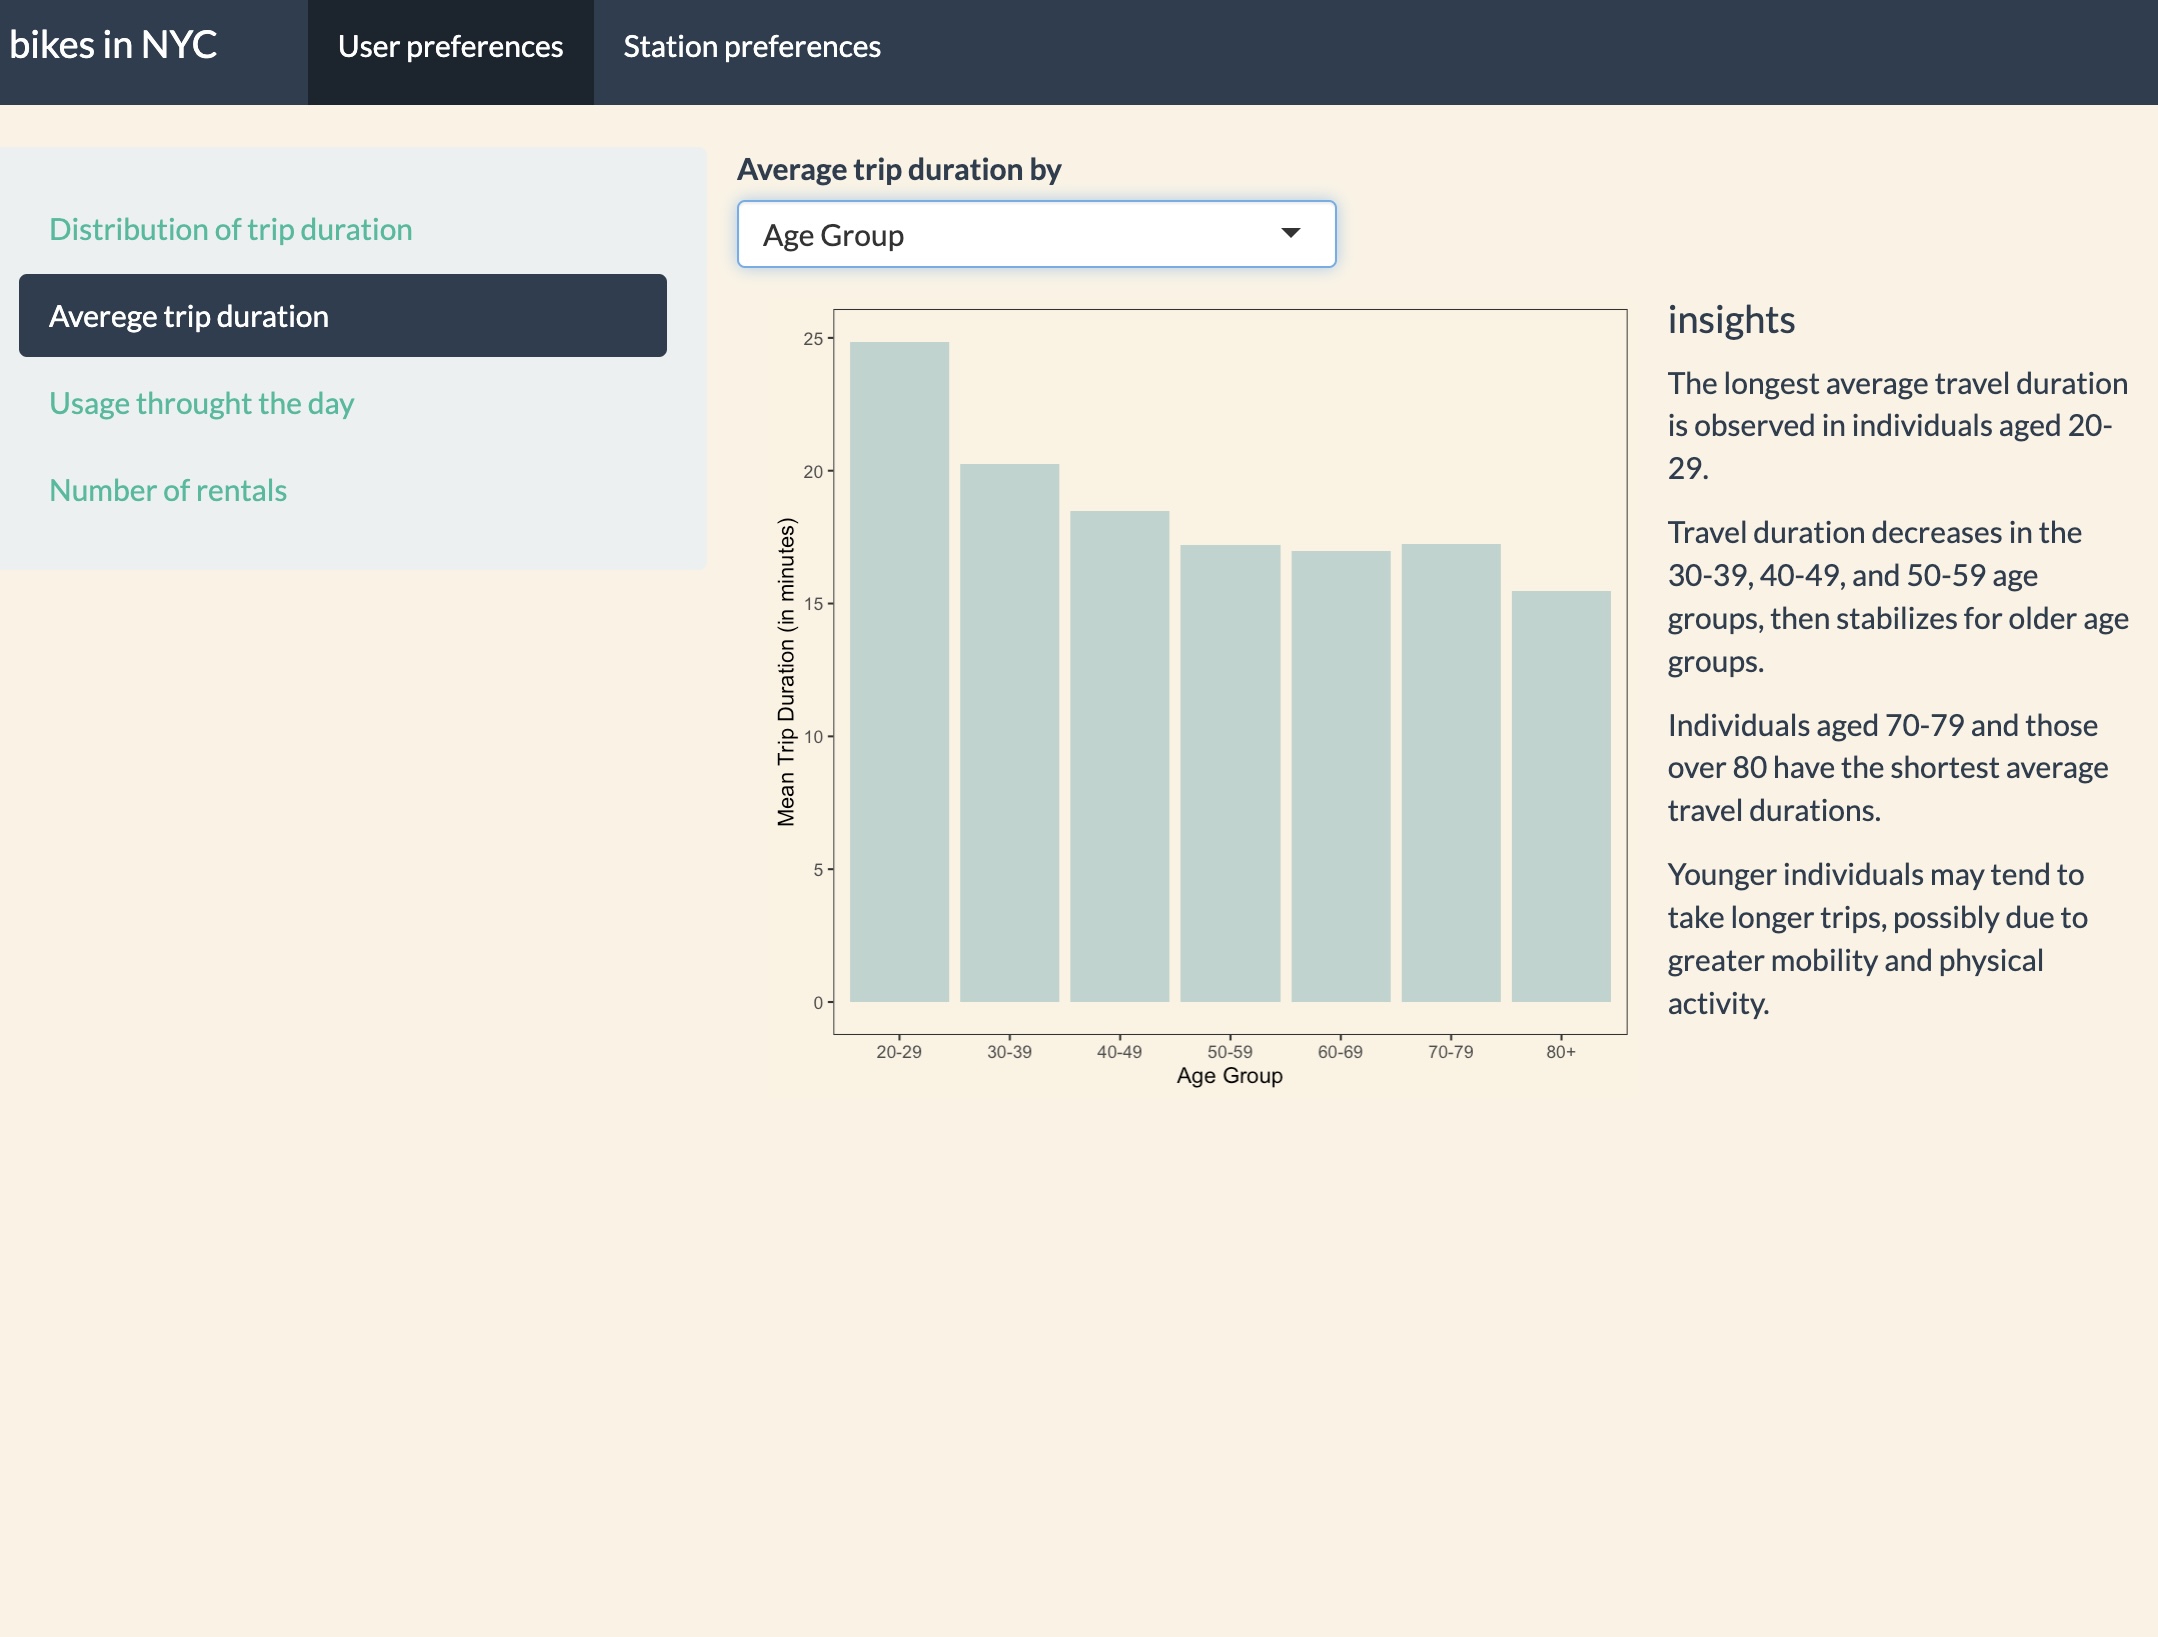 bikes in NYC
User preferences
Station preferences
Distribution of trip duration
Averege trip duration
Usage throught the day
Number of rentals
Average trip duration by
Age Group
25
20
15
10
5
0
Mean Trip Duration (in minutes)
20-29
30-39
40-49
50-59
60-69
70-79
80+
Age Group
insights
The longest average travel duration
is observed in individuals aged 20-
29.
Travel duration decreases in the
30-39, 40-49, and 50-59 age
groups, then stabilizes for older age
groups.
Individuals aged 70-79 and those
over 80 have the shortest average
travel durations.
Younger individuals may tend to
take longer trips, possibly due to
greater mobility and physical
activity.